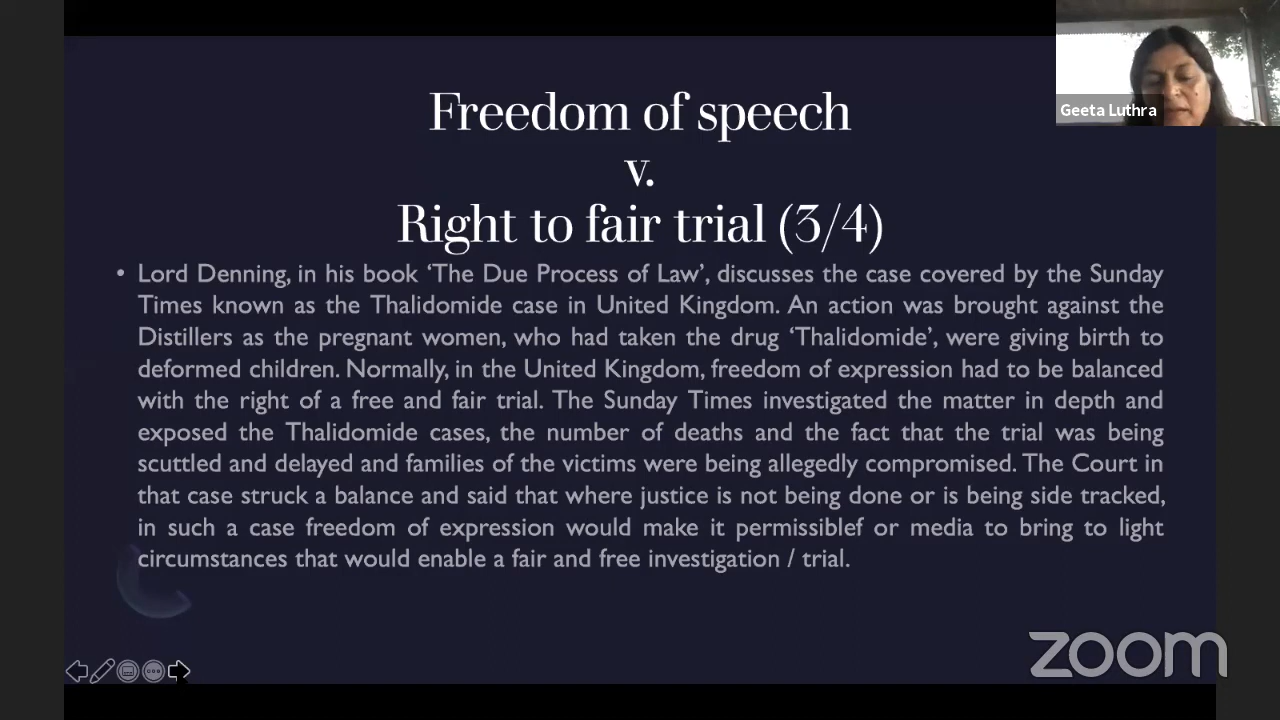 Geeta Luthra
Freedom of speech
v.
Right to fair trial (3/4)
• Lord Denning, in his book ‘The Due Process of Law’, discusses the case covered by the Sunday
Times known as the Thalidomide case in United Kingdom. An action was brought against the
Distillers as the pregnant women, who had taken the drug ‘Thalidomide’, were giving birth to
deformed children. Normally, in the United Kingdom, freedom of expression had to be balanced
with the right of a free and fair trial. The Sunday Times investigated the matter in depth and
exposed the Thalidomide cases, the number of deaths and the fact that the trial was being
scuttled and delayed and families of the victims were being allegedly compromised. The Court in
that case struck a balance and said that where justice is not being done or is being side tracked,
in such a case freedom of expression would make it permissiblef or media to bring to light
circumstances that would enable a fair and free investigation / trial.
zoom